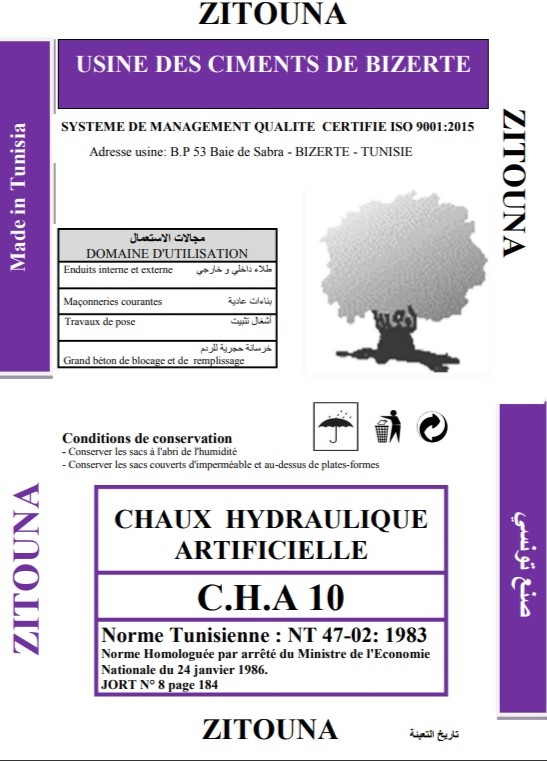 ZITOUNA
USINE DES CIMENTS DE BIZERTE
Made in Tunisia
SYSTEME DE MANAGEMENT QUALITE CERTIFIE ISO 9001:2015
Adresse usine: B.P 53 Baie de Sabra - BIZERTE - TUNISIE
ZITOUNA
مجالات الاستعمال
DOMAINE D'UTILISATION
Enduits interne et externe طلاء داخلي و خارجي
Maçonneries courantes بناءات عادية
Travaux de pose أشغال تثبيت
خرسانة حجرية للردم
Grand béton de blocage et de remplissage
Conditions de conservation
- Conserver les sacs à l'abri de l'humidité
- Conserver les sacs couverts d'imperméable et au-dessus de plates-formes
ZITOUNA
CHAUX HYDRAULIQUE
ARTIFICIELLE
C.H.A 10
Norme Tunisienne : NT 47-02: 1983
Norme Homologuée par arrêté du Ministre de l'Economie
Nationale du 24 janvier 1986.
JORT N° 8 page 184
صنع تونسي
ZITOUNA
تاريخ التعبئة